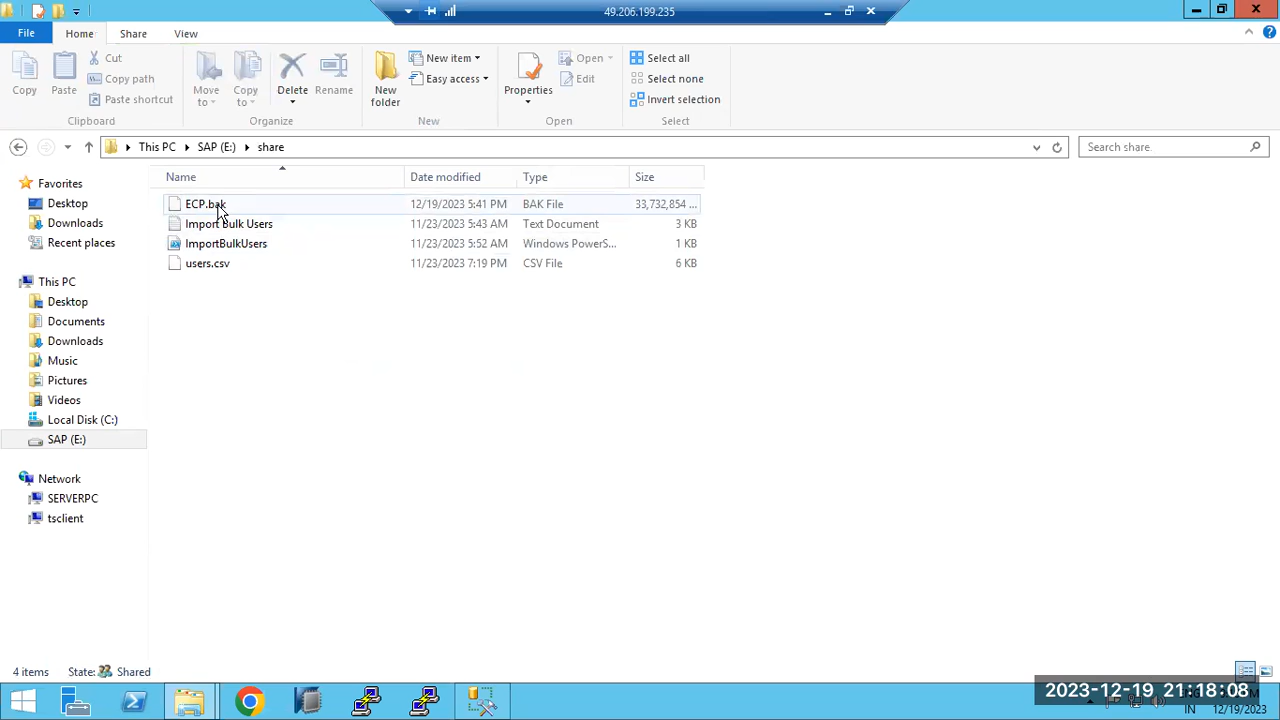 49.206.199.235
File Home Share View
Copy
Paste
Cut
Copy path
Paste shortcut
Clipboard
Move to
Copy to
Delete
Rename
Organize
New folder
New item
Easy access
New
Properties
Open
Edit
Open
Select all
Select none
Invert selection
Select
This PC SAP (E:) share
Search share
Name Date modified Type Size
ECP.bak 12/19/2023 5:41 PM BAK File 33,732,854 ...
Import Bulk Users 11/23/2023 5:43 AM Text Document 3 KB
ImportBulkUsers 11/23/2023 5:52 AM Windows PowerS... 1 KB
users.csv 11/23/2023 7:19 PM CSV File 6 KB
Favorites
Desktop
Downloads
Recent places
This PC
Desktop
Documents
Downloads
Music
Pictures
Videos
Local Disk (C:)
SAP (E:)
Network
SERVERPC
tsclient
4 items State: Shared
2023-12-19 21:18:08
IN 12/19/2023